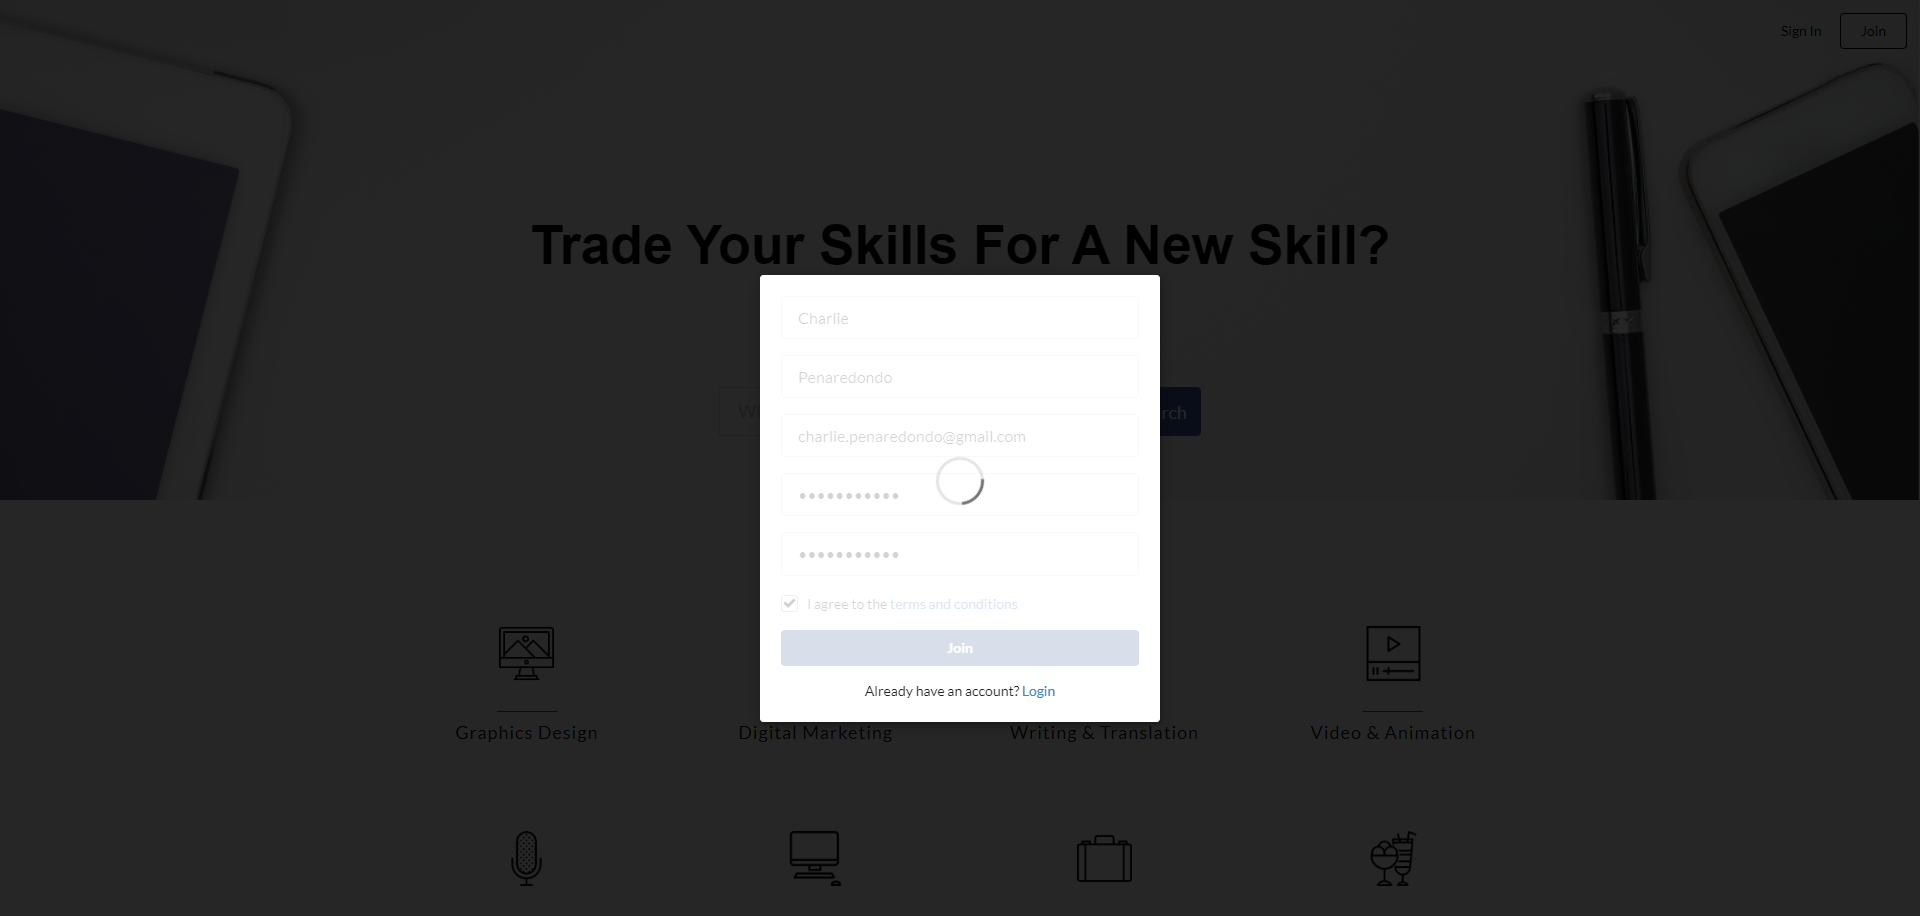 Sign In
Join
Trade Your Skills For A New Skill?
Charlie
Penaredondo
charlie.penaredondo@gmail.com
•••••••••••
•••••••••••
I agree to the terms and conditions
Join
Already have an account? Login
Graphics Design
Digital Marketing
Writing & Translation
Video & Animation